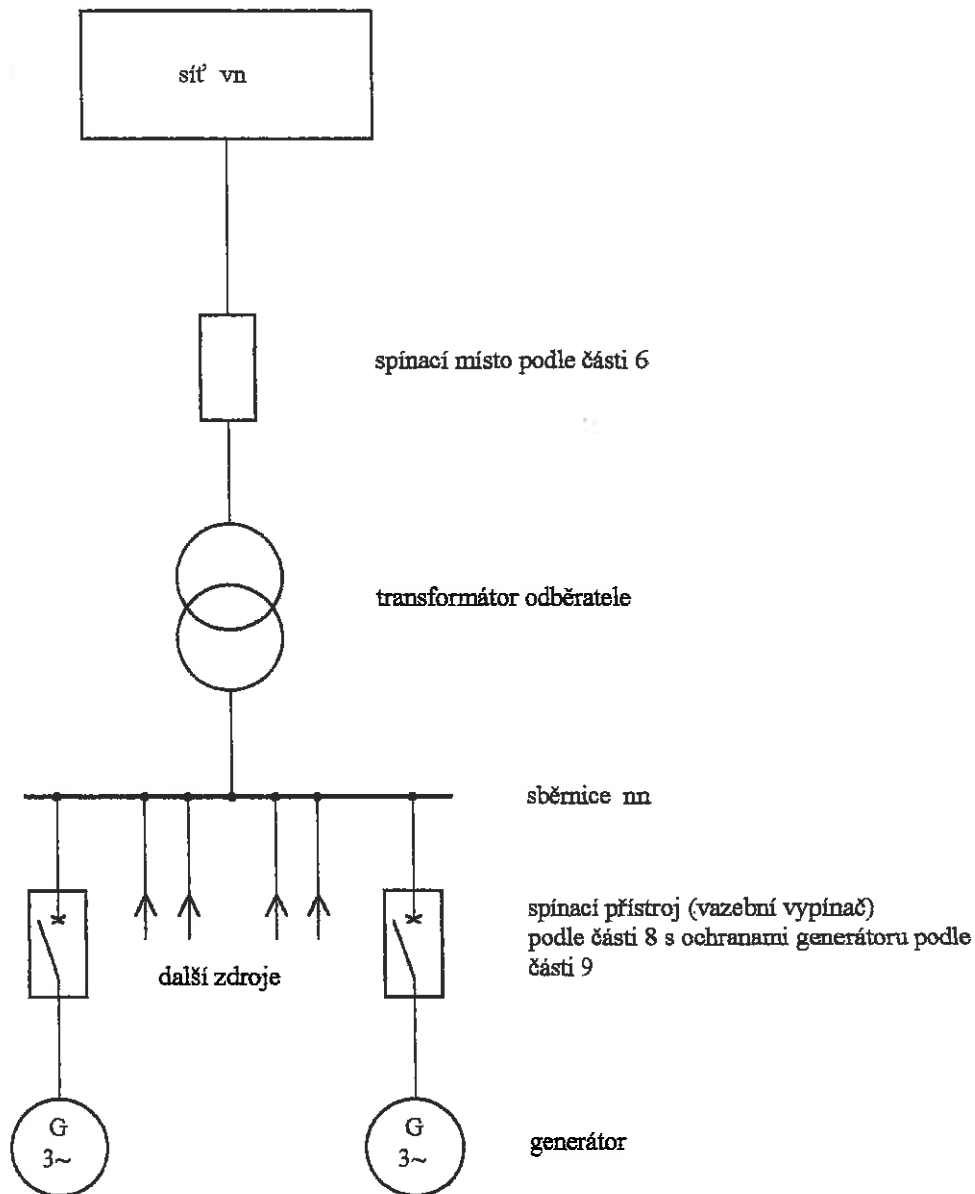 síť vn
spínací místo podle části 6
transformátor odběratele
sběrnice nn
spínací přístroj (vazební vypínač)
podle části 8 s ochranami generátoru podle
části 9
další zdroje
G
3~
G
3~
generátor